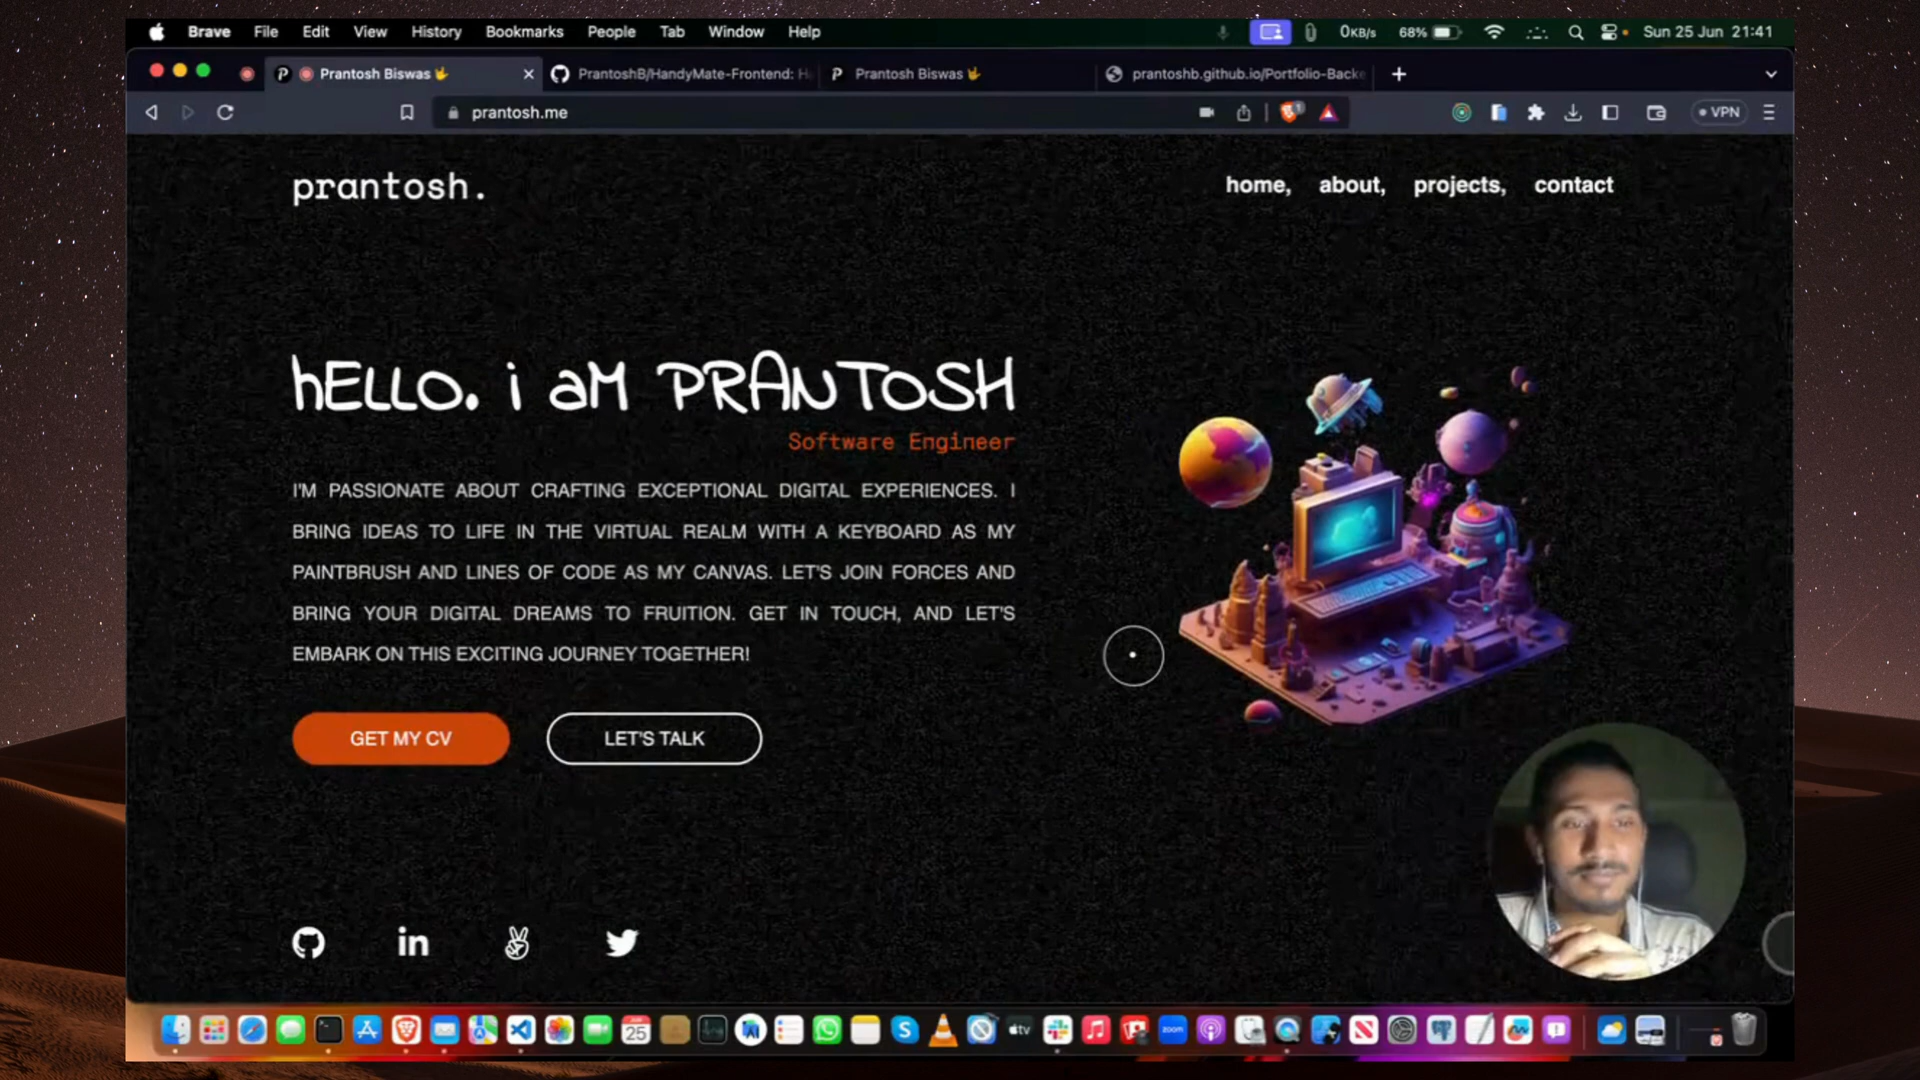 Brave File Edit View History Bookmarks People Tab Window Help 0KB/s 68% Sun 25 Jun 21:41
Prantosh Biswas PrantoshB/HandyMate-Frontend: H Prantosh Biswas prantoshb.github.io/Portfolio-Backe
prantosh.me VPN
prantosh. home, about, projects, contact
hELLO. i aM PRANTOSH
Software Engineer
I'M PASSIONATE ABOUT CRAFTING EXCEPTIONAL DIGITAL EXPERIENCES. I
BRING IDEAS TO LIFE IN THE VIRTUAL REALM WITH A KEYBOARD AS MY
PAINTBRUSH AND LINES OF CODE AS MY CANVAS. LET'S JOIN FORCES AND
BRING YOUR DIGITAL DREAMS TO FRUITION. GET IN TOUCH, AND LET'S
EMBARK ON THIS EXCITING JOURNEY TOGETHER!
GET MY CV LET'S TALK
in
25 tv zoom